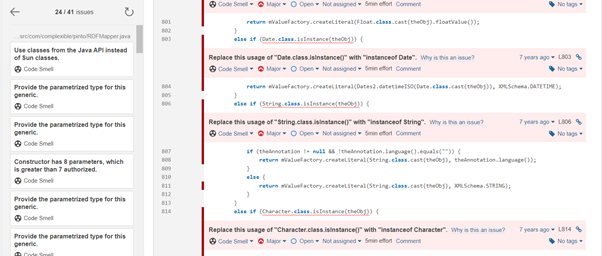 24 / 41 issues
.../src/com/complexible/pinto/RDFMapper.java
Use classes from the Java API instead
of Sun classes.
Code Smell
Provide the parametrized type for this
generic.
Code Smell
Provide the parametrized type for this
generic.
Code Smell
Constructor has 8 parameters, which
is greater than 7 authorized.
Code Smell
Provide the parametrized type for this
generic.
Code Smell
Provide the parametrized type for this
generic.
Code Smell Major Open Not assigned 5min effort Comment No tags
801 return mValueFactory.createLiteral(Float.class.cast(theObj).floatValue());
802 }
803 else if (Date.class.isInstance(theObj)) {
Replace this usage of "Date.class.isInstance()" with "instanceof Date". Why is this an issue? 7 years ago L803
Code Smell Major Open Not assigned 5min effort Comment No tags
804 return mValueFactory.createLiteral(Dates2.datetimeISO(Date.class.cast(theObj)), XMLSchema.DATETIME);
805 }
806 else if (String.class.isInstance(theObj)) {
Replace this usage of "String.class.isInstance()" with "instanceof String". Why is this an issue? 7 years ago L806
Code Smell Major Open Not assigned 5min effort Comment No tags
807 if (theAnnotation != null && !theAnnotation.language().equals("")) {
808 return mValueFactory.createLiteral(String.class.cast(theObj), theAnnotation.language());
809 }
810 else {
811 return mValueFactory.createLiteral(String.class.cast(theObj), XMLSchema.STRING);
812 }
813 }
814 else if (Character.class.isInstance(theObj)) {
Replace this usage of "Character.class.isInstance()" with "instanceof Character". Why is this an issue? 7 years ago L814
Code Smell Major Open Not assigned 5min effort Comment No tags